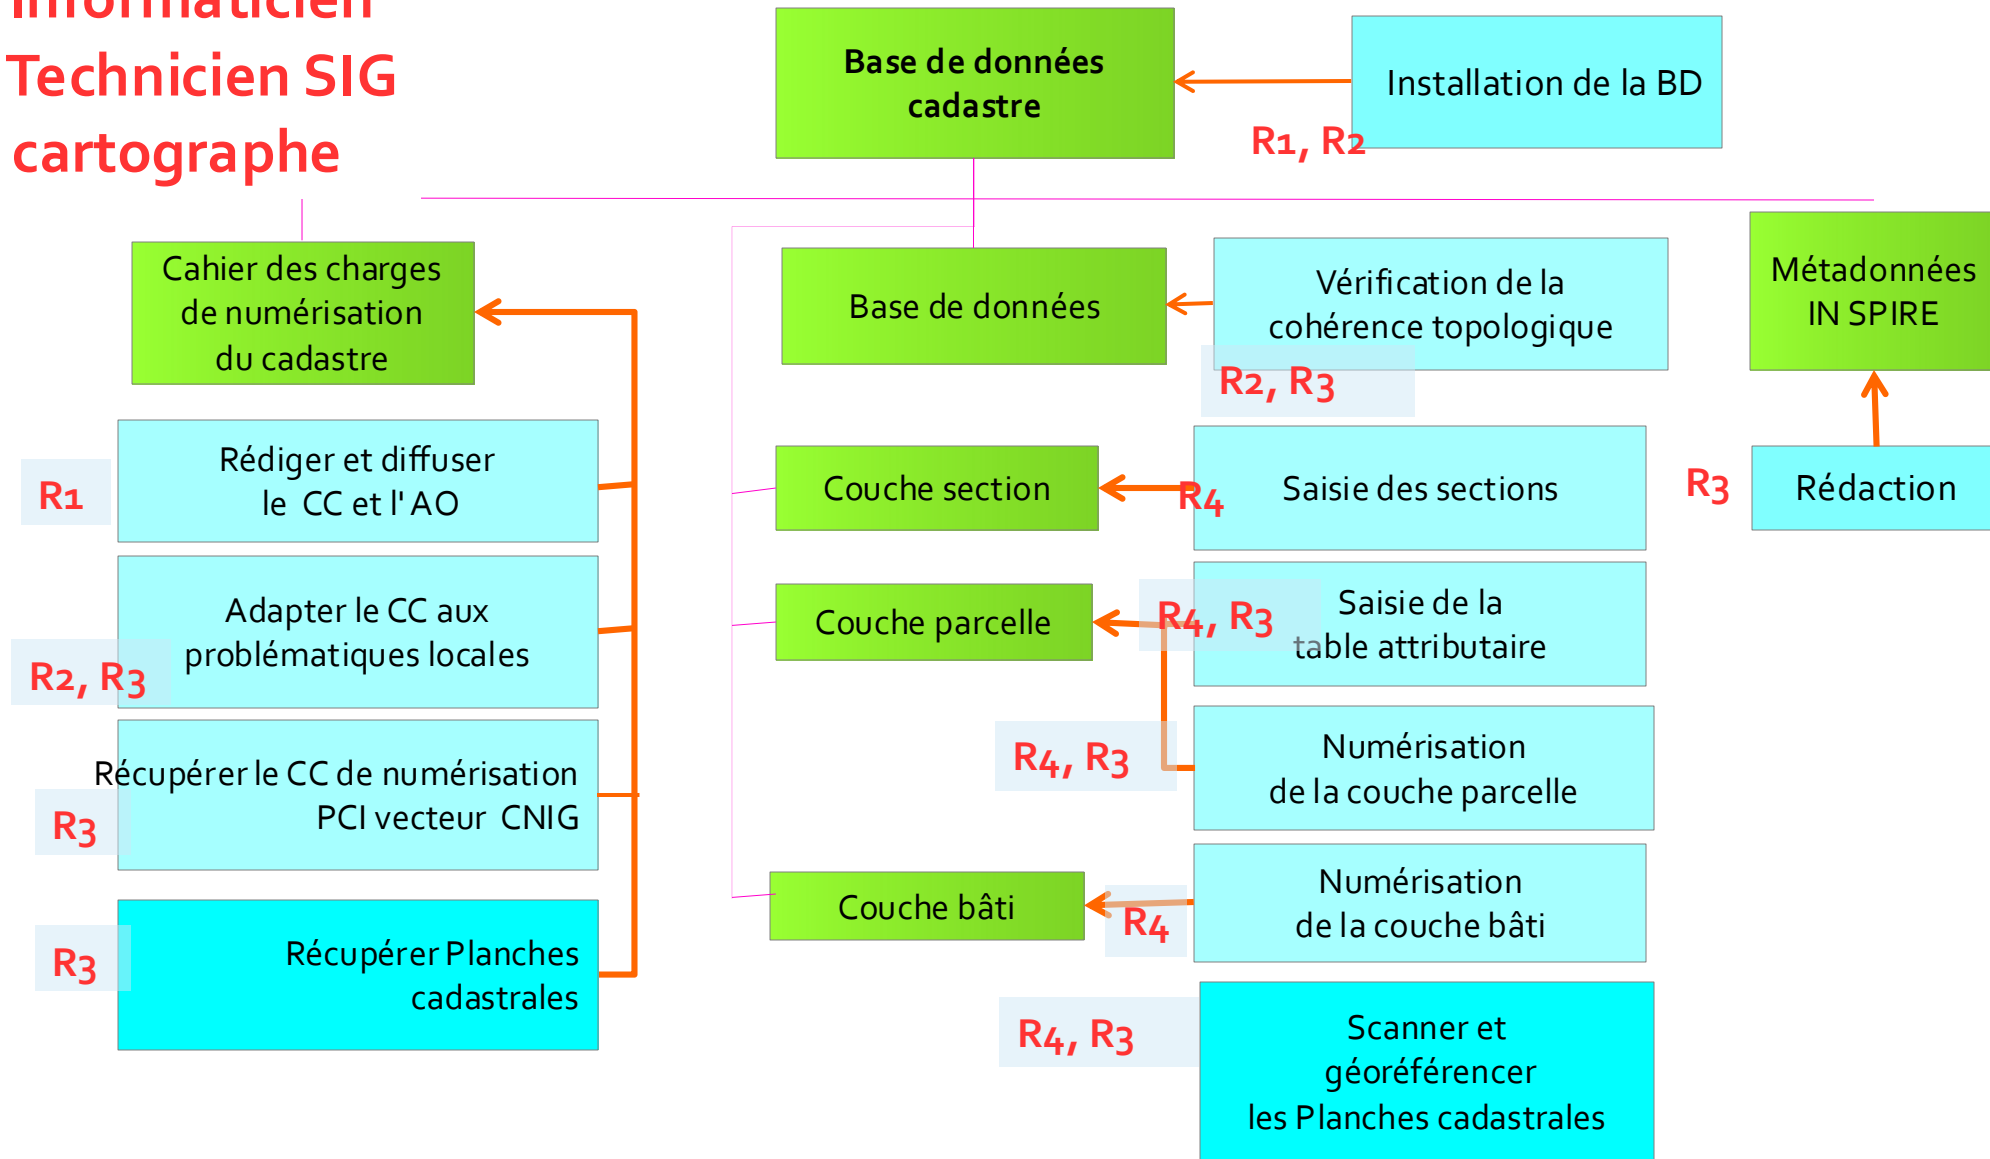 Informaticien
Technicien SIG
cartographe
Base de données
cadastre
Installation de la BD
R1, R2
Cahier des charges
de numérisation
du cadastre
Base de données
Vérification de la
cohérence topologique
R2, R3
Métadonnées
IN SPIRE
Rédiger et diffuser
le CC et l' AO
R1
Couche section
R4
Saisie des sections
R3
Rédaction
Adapter le CC aux
problématiques locales
R2, R3
Couche parcelle
R4, R3
Saisie de la
table attributaire
Récupérer le CC de numérisation
PCI vecteur CNIG
R3
R4, R3
Numérisation
de la couche parcelle
Couche bâti
R4
Numérisation
de la couche bâti
R3
Récupérer Planches
cadastrales
R4, R3
Scanner et
géoréférencer
les Planches cadastrales